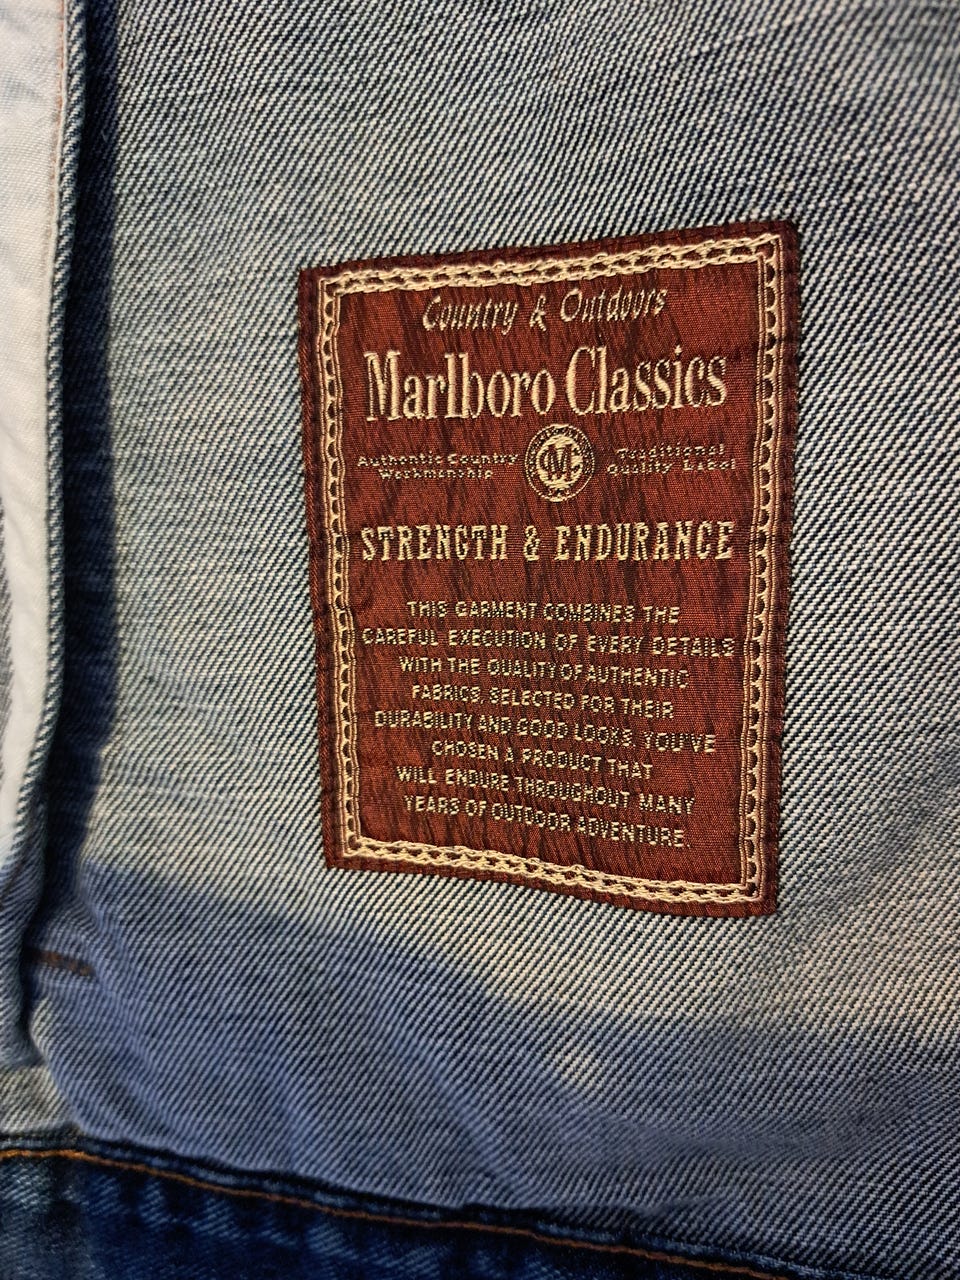 Country & Outdoors
Marlboro Classics
Authentic Country Workmanship
MC
Traditional Quality Label
STRENGTH & ENDURANCE
THIS GARMENT COMBINES THE
CAREFUL EXECUTION OF EVERY DETAILS
WITH THE QUALITY OF AUTHENTIC
FABRICS, SELECTED FOR THEIR
DURABILITY AND GOOD LOOKS. YOU'VE
CHOSEN A PRODUCT THAT
WILL ENDURE THROUGHOUT MANY
YEARS OF OUTDOOR ADVENTURE.